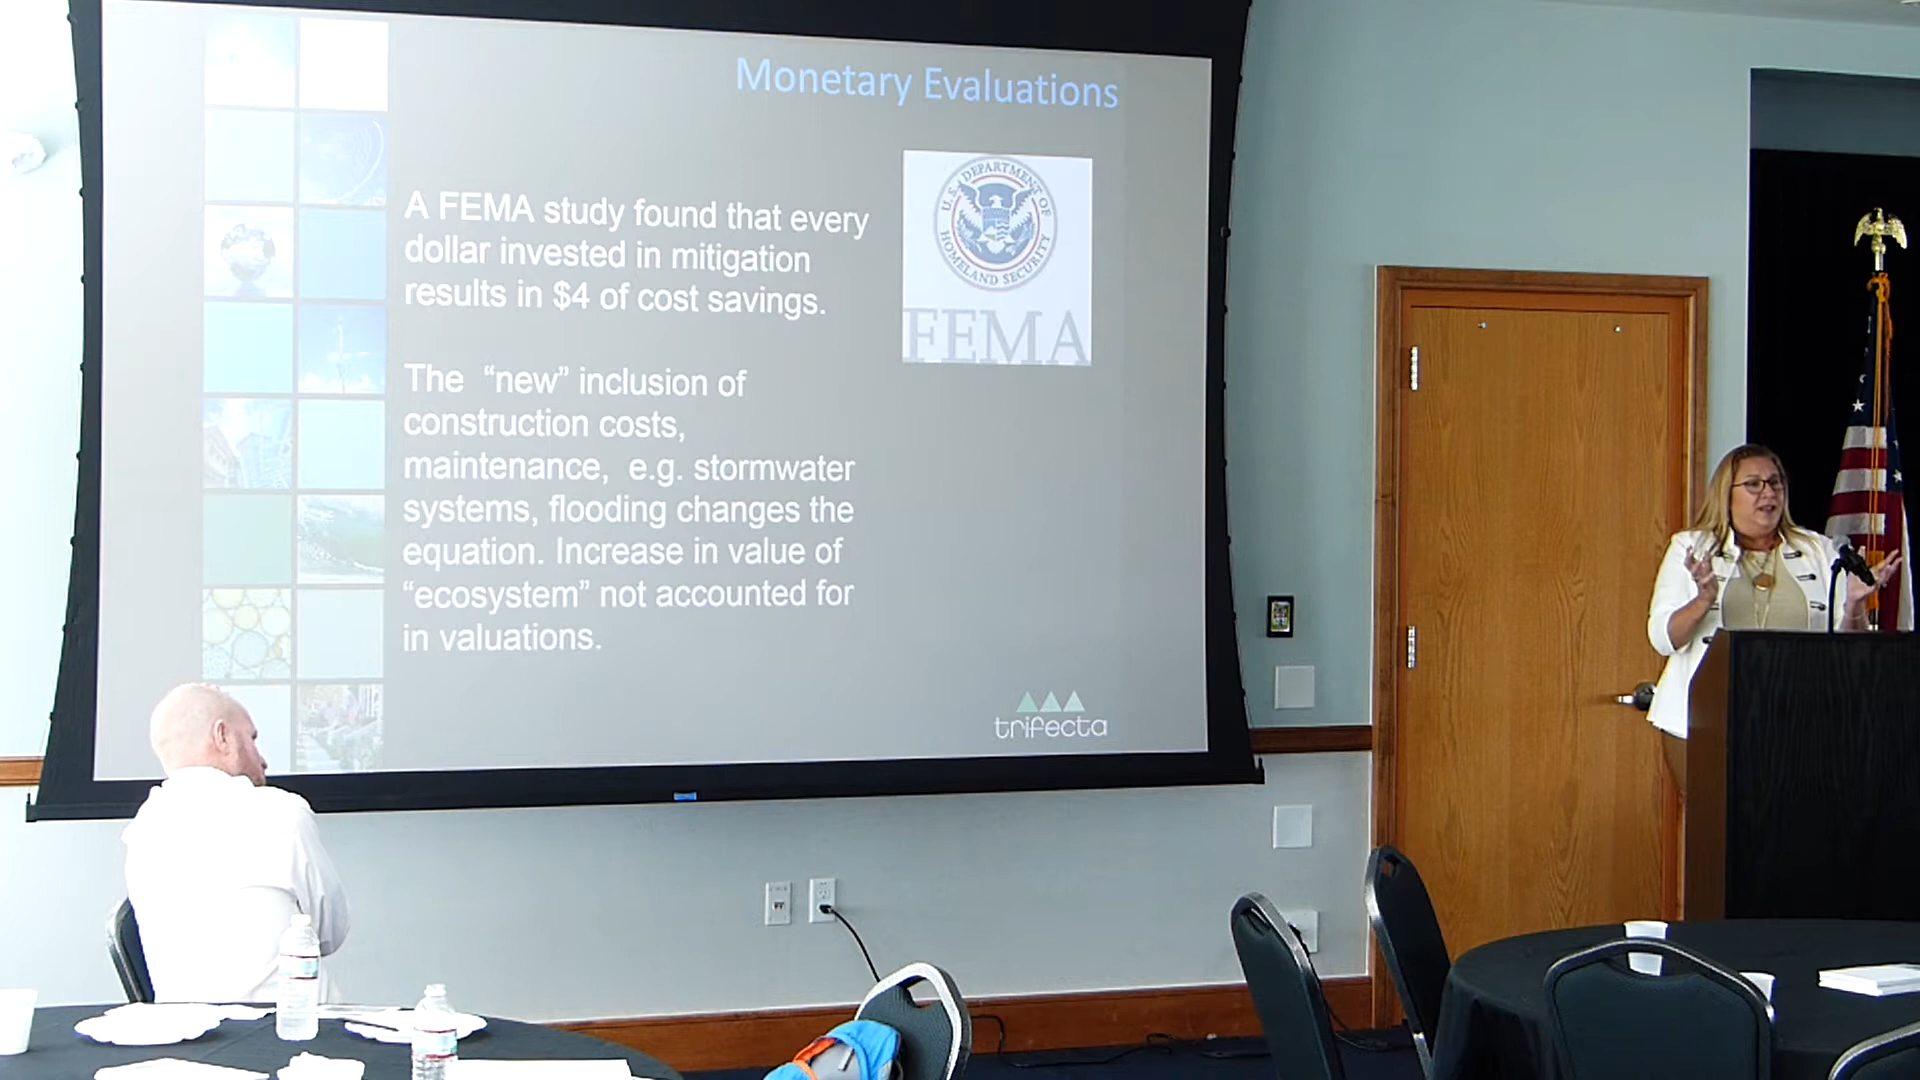 Monetary Evaluations
A FEMA study found that every
dollar invested in mitigation
results in $4 of cost savings.
The “new” inclusion of
construction costs,
maintenance, e.g. stormwater
systems, flooding changes the
equation. Increase in value of
“ecosystem” not accounted for
in valuations.
U.S. DEPARTMENT OF
HOMELAND SECURITY
FEMA
trifecta